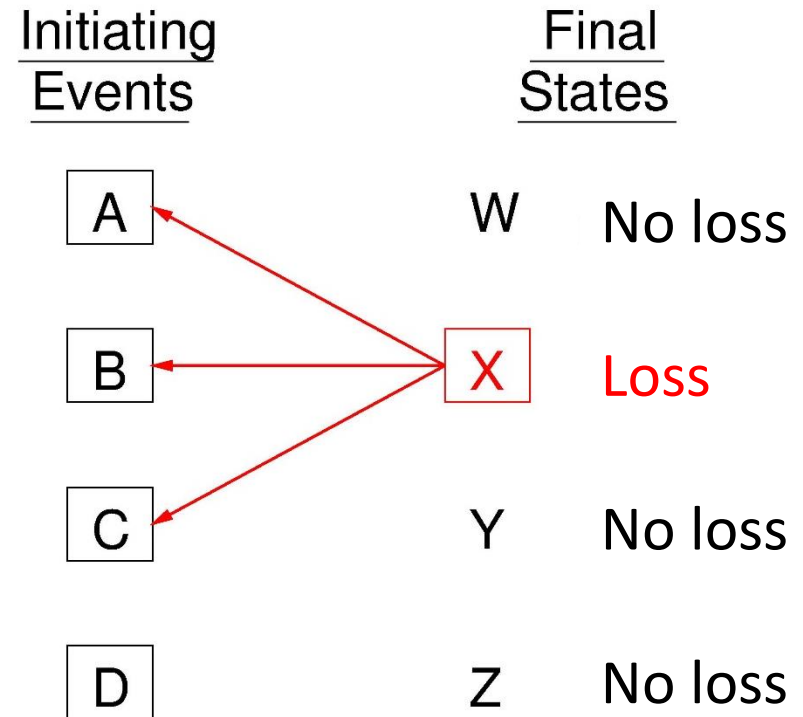 Initiating Final
Events States
A W No loss
B X Loss
C Y No loss
D Z No loss